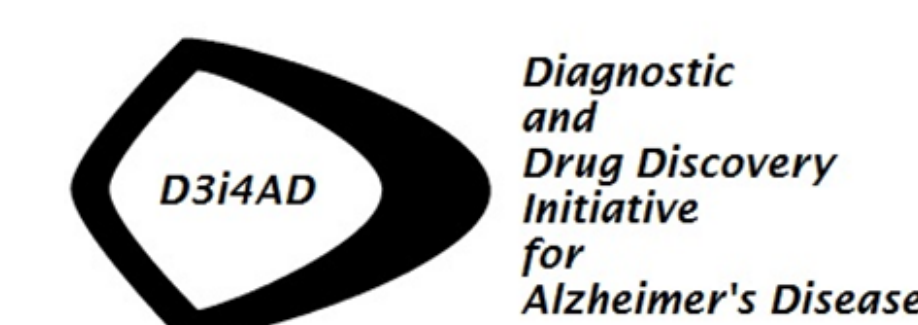 D3i4AD
Diagnostic
and
Drug Discovery
Initiative
for
Alzheimer's Disease